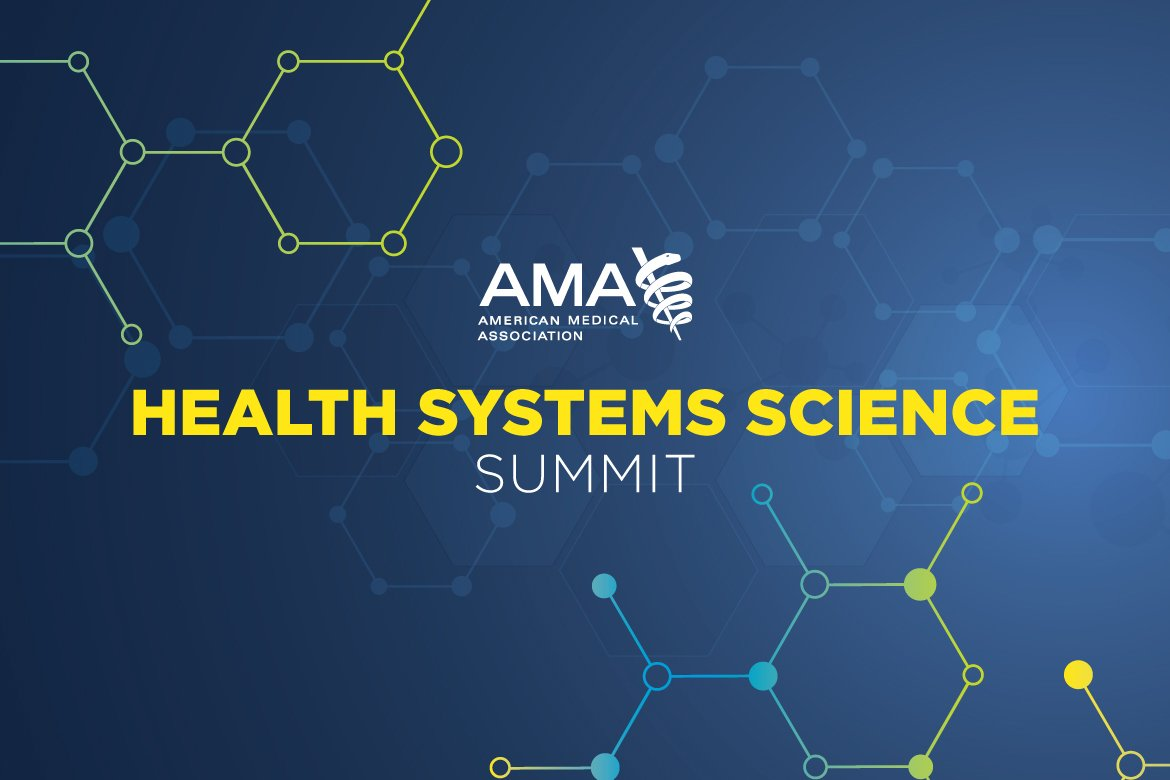 AMA
AMERICAN MEDICAL
ASSOCIATION
HEALTH SYSTEMS SCIENCE
SUMMIT